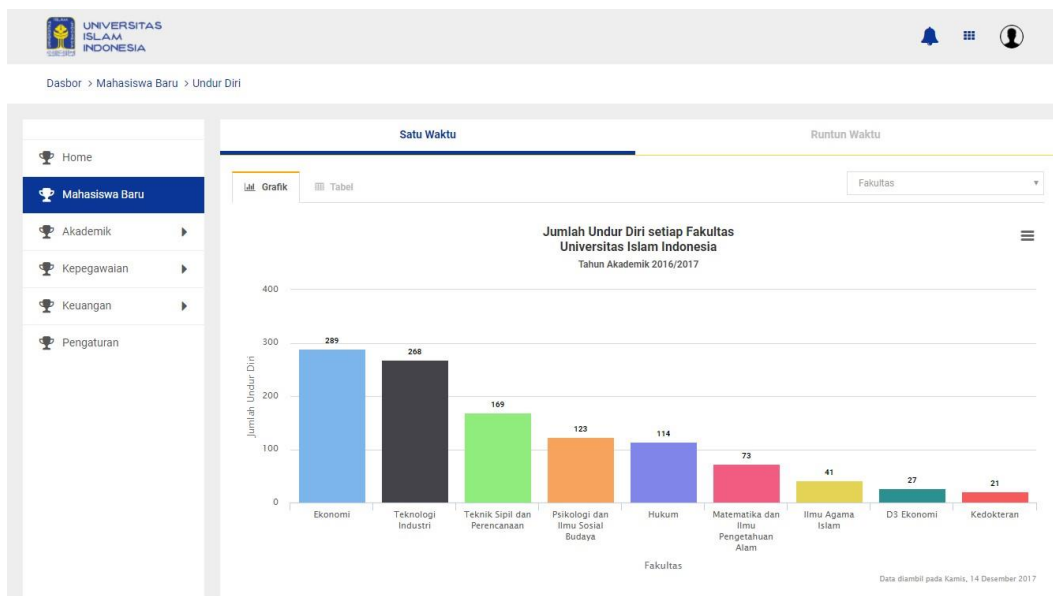 UNIVERSITAS
ISLAM
INDONESIA
Dasbor > Mahasiswa Baru > Undur Diri
Home
Mahasiswa Baru
Akademik
Kepegawaian
Keuangan
Pengaturan
Satu Waktu
Runtun Waktu
Grafik
Tabel
Fakultas
Jumlah Undur Diri setiap Fakultas
Universitas Islam Indonesia
Tahun Akademik 2016/2017
Jumlah Undur Diri
400
300
200
100
0
289
268
169
123
114
73
41
27
21
Ekonomi
Teknologi
Industri
Teknik Sipil dan
Perencanaan
Psikologi dan
Ilmu Sosial
Budaya
Hukum
Matematika dan
Ilmu
Pengetahuan
Alam
Ilmu Agama
Islam
D3 Ekonomi
Kedokteran
Fakultas
Data diambil pada Kamis, 14 Desember 2017